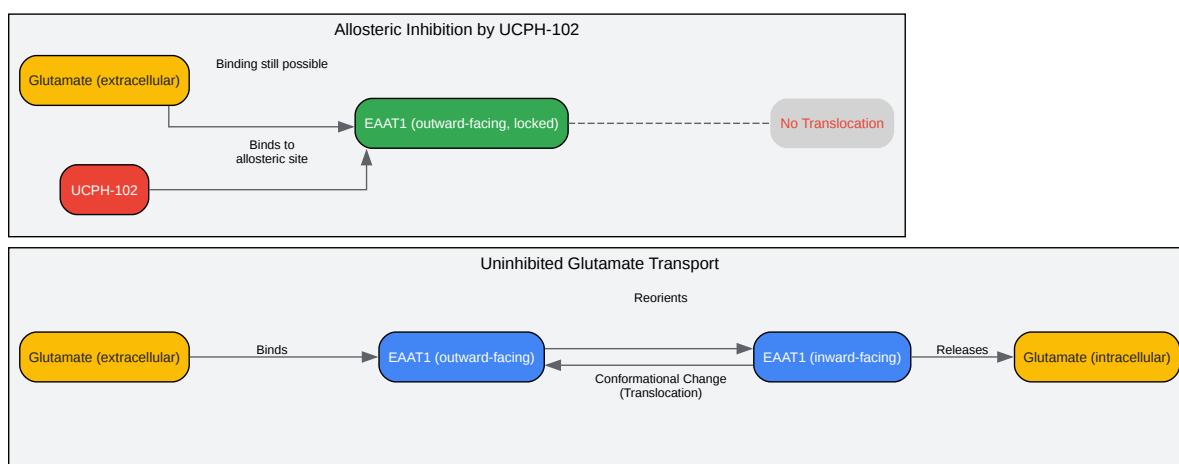 Allosteric Inhibition by UCPH-102
Binding still possible
Glutamate (extracellular)
EAAT1 (outward-facing, locked)
No Translocation
Binds to
allosteric site
UCPH-102
Uninhibited Glutamate Transport
Reorients
Glutamate (extracellular)
Binds
EAAT1 (outward-facing)
EAAT1 (inward-facing)
Releases
Glutamate (intracellular)
Conformational Change
(Translocation)